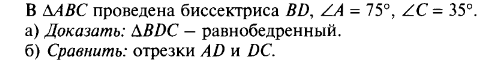 В ΔABC проведена биссектриса BD, ∠A = 75°, ∠C = 35°.
а) Доказать: ΔBDC – равнобедренный.
б) Сравнить: отрезки AD и DC.